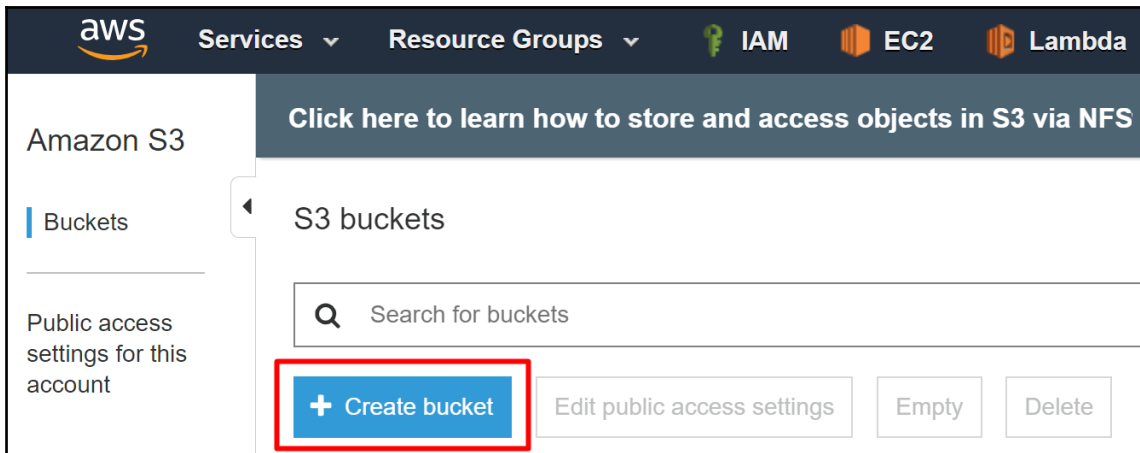 aws Services Resource Groups IAM EC2 Lambda
Click here to learn how to store and access objects in S3 via NFS
Amazon S3
Buckets
Public access
settings for this
account
S3 buckets
Search for buckets
+ Create bucket Edit public access settings Empty Delete